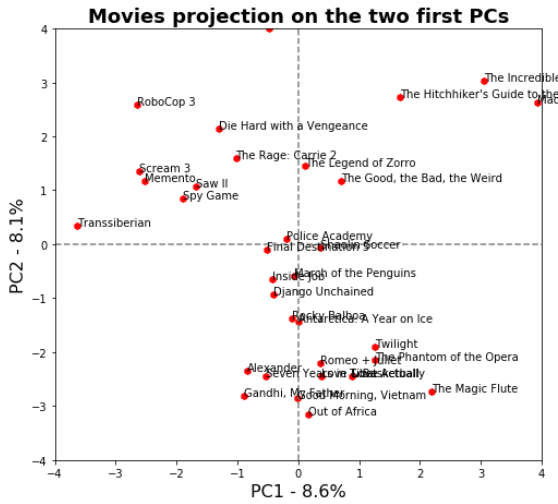 Movies projection on the two first PCs
The Incredible
The Hitchhiker's Guide to the
Mad
RoboCop 3
Die Hard with a Vengeance
The Rage: Carrie 2
The Legend of Zorro
Scream 3
Memento
Saw II
Spy Game
The Good, the Bad, the Weird
Transsiberian
Police Academy
Shaolin Soccer
Final Destination 5
Inside Job
March of the Penguins
Django Unchained
Rocky Balboa
Antarctica: A Year on Ice
Twilight
The Phantom of the Opera
Romeo + Juliet
Alexander
Seven Years in Tibet
Love Actually
Gandhi, My Father
Good Morning, Vietnam
The Magic Flute
Out of Africa
4
3
2
1
0
−1
−2
−3
−4
PC2 - 8.1%
−4 −3 −2 −1 0 1 2 3 4
PC1 - 8.6%